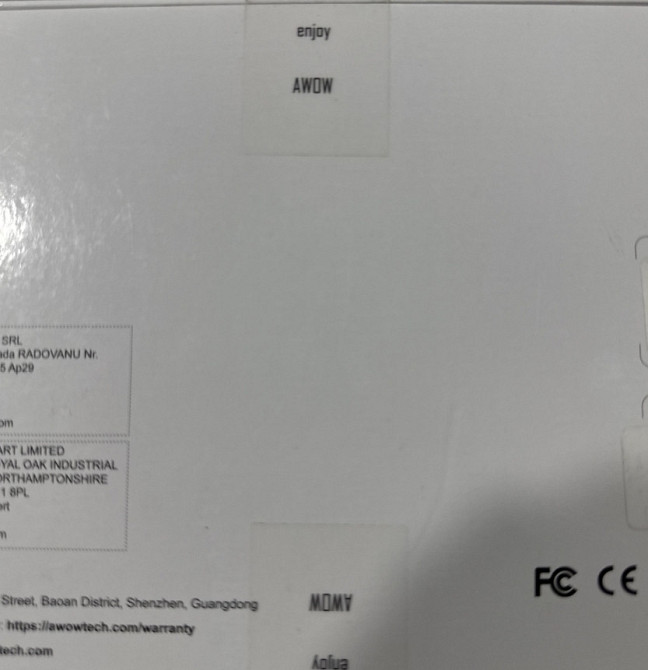 enjoy
AWOW
SRL
ada RADOVANU Nr.
5 Ap29
om
ART LIMITED
YAL OAK INDUSTRIAL
ORTHAMPTONSHIRE
1 8PL
ort
m
Street, Baoan District, Shenzhen, Guangdong
: https://awowtech.com/warranty
tech.com
FC CE
AWOW
enjoy